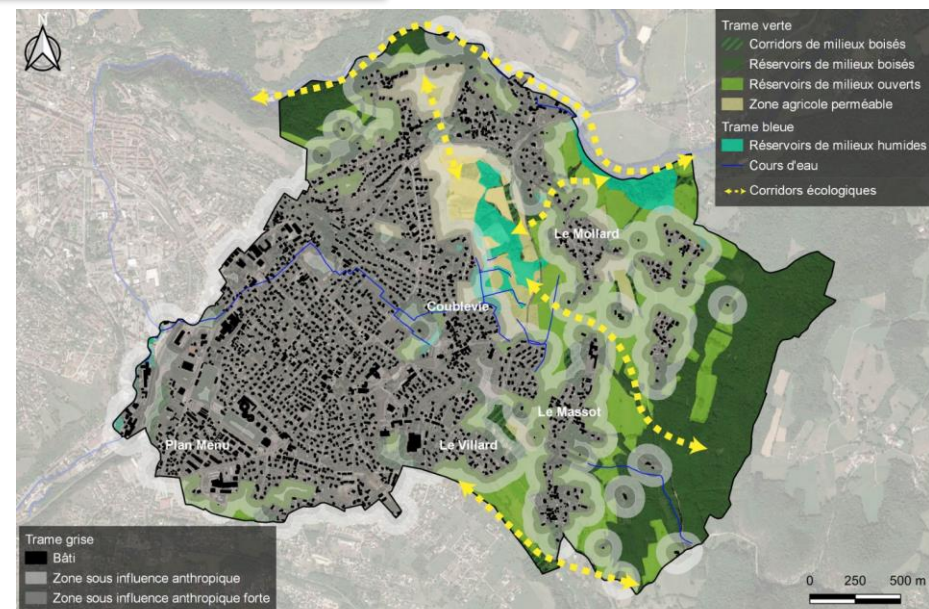 N
Trame verte
Corridors de milieux boisés
Réservoirs de milieux boisés
Réservoirs de milieux ouverts
Zone agricole perméable
Trame bleue
Réservoirs de milieux humides
Cours d'eau
Corridors écologiques
Le Mollard
Coublevie
Le Massot
Plan Menu
Le Villard
Trame grise
Bâti
Zone sous influence anthropique
Zone sous influence anthropique forte
0 250 500 m